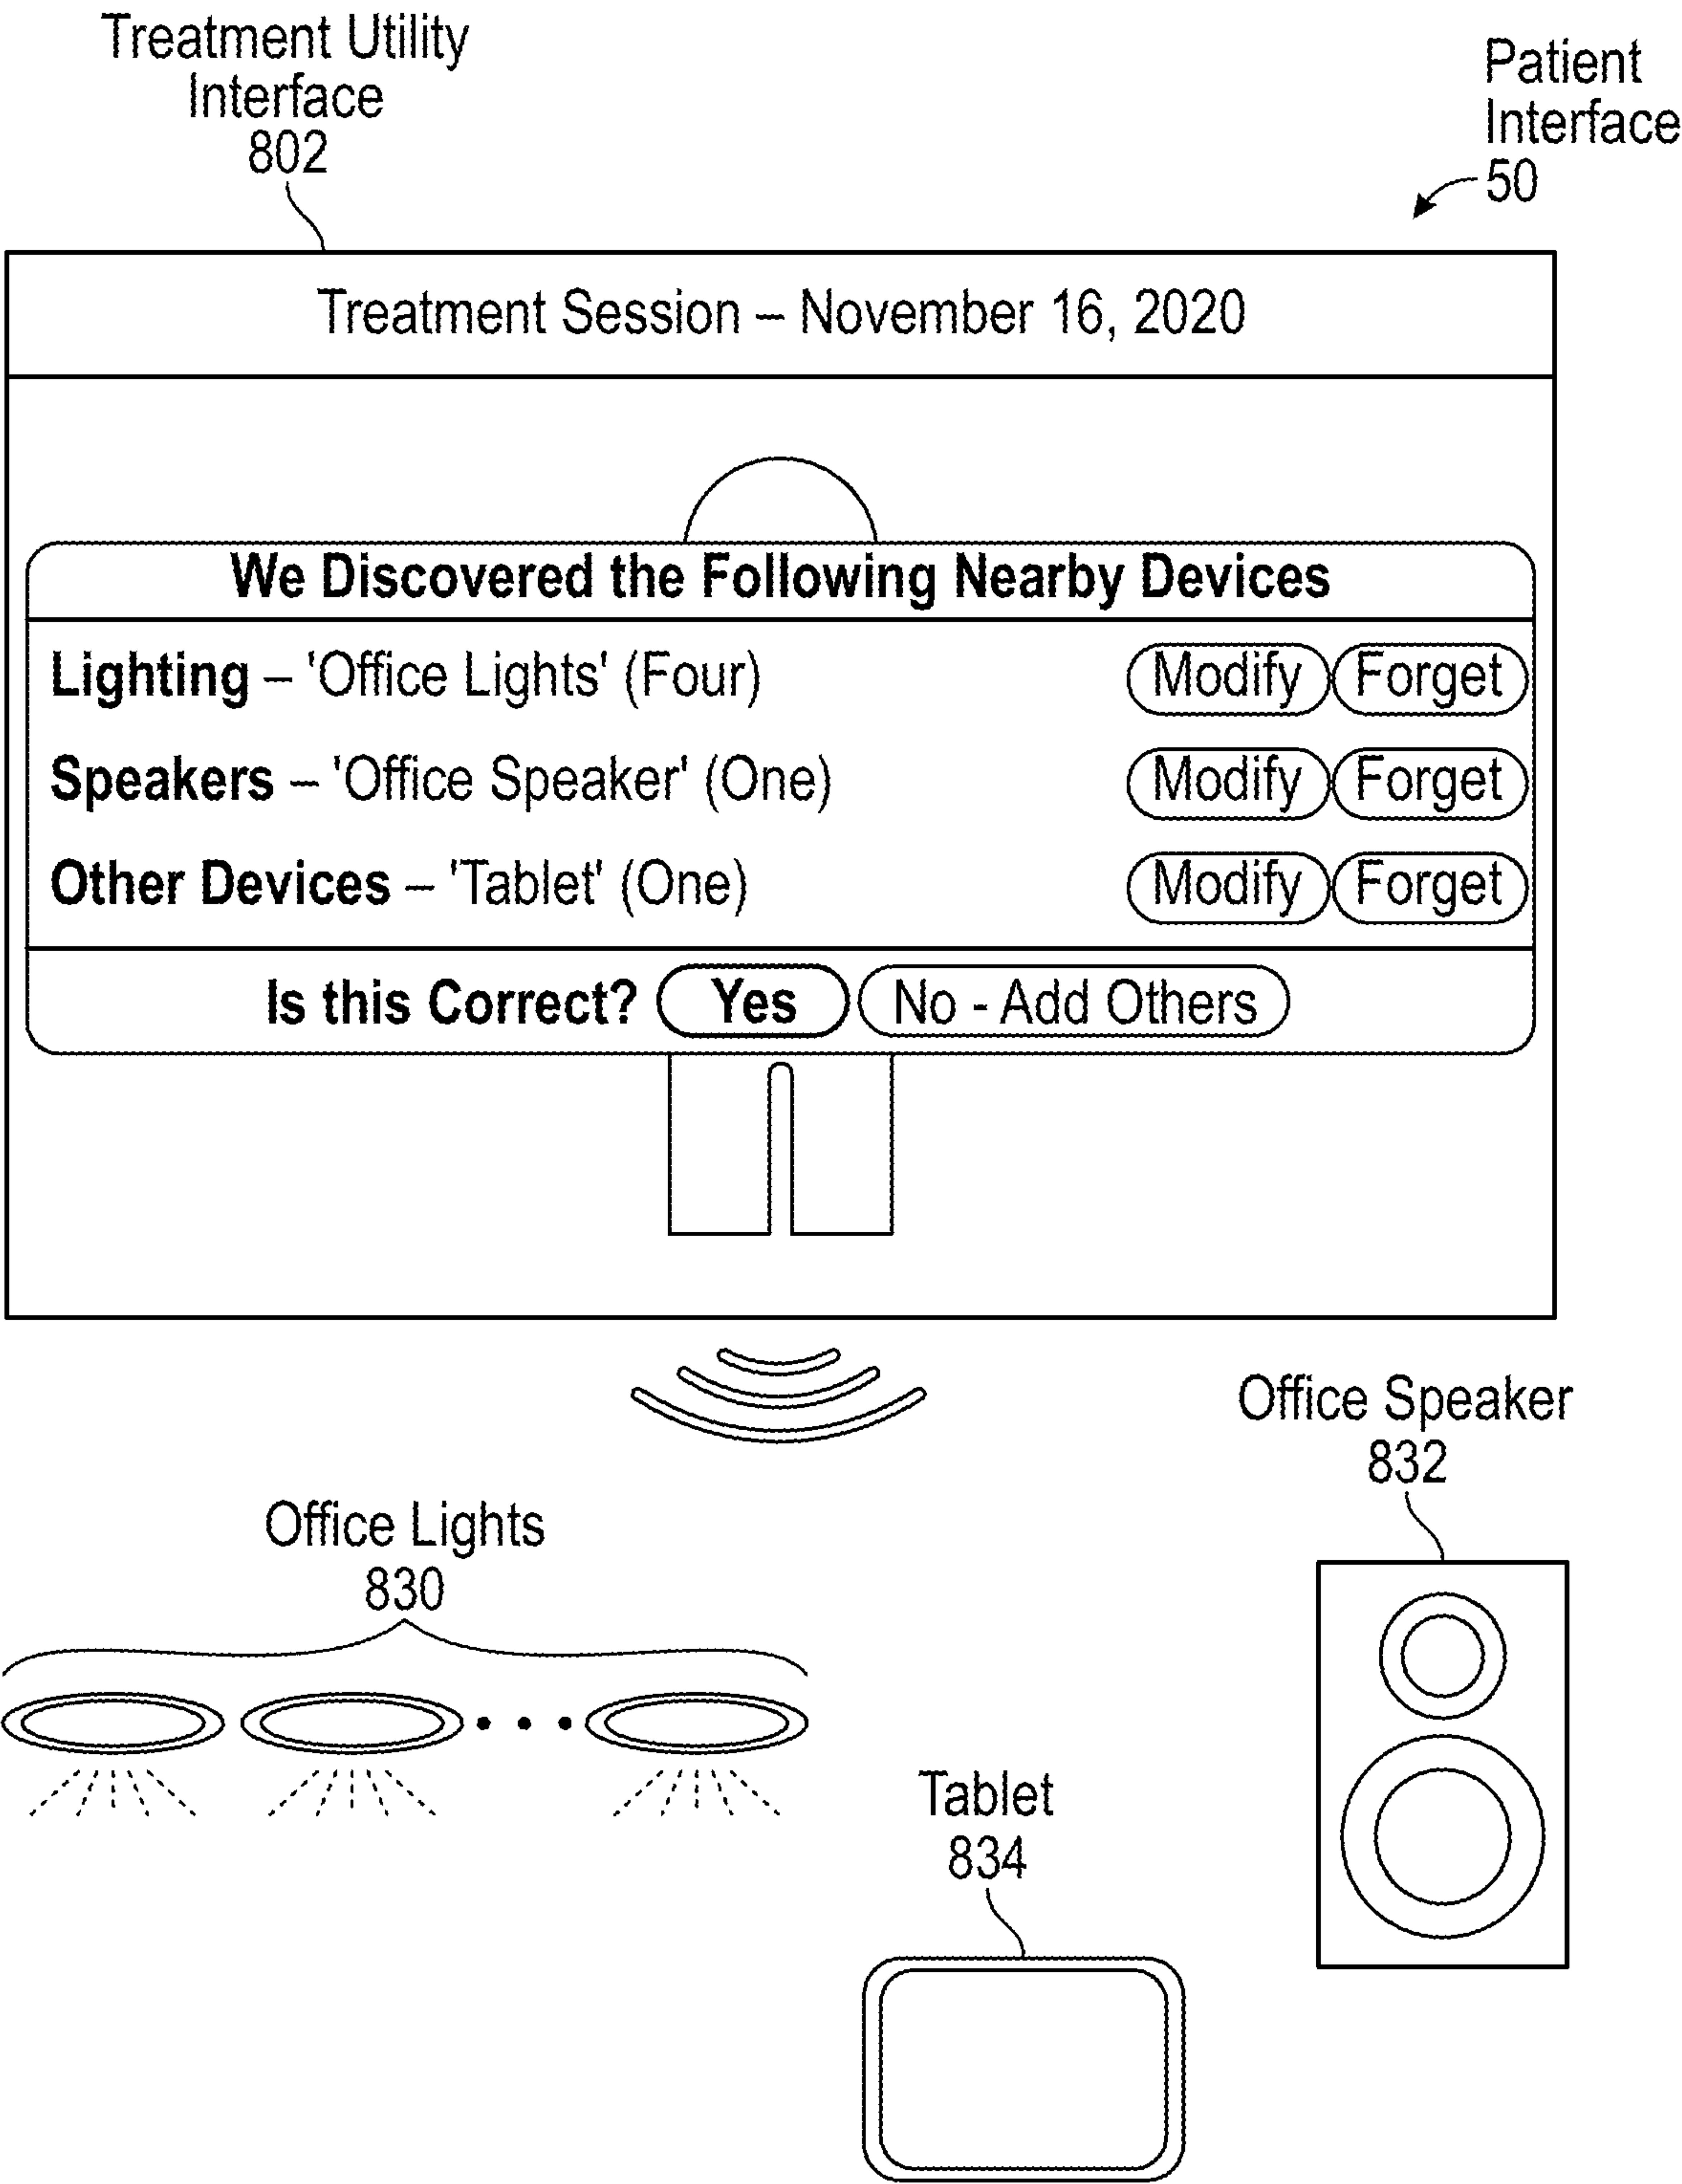 Treatment Utility
Interface
802
Patient
Interface
50
Treatment Session – November 16, 2020
We Discovered the Following Nearby Devices
Lighting – 'Office Lights' (Four) Modify Forget
Speakers – 'Office Speaker' (One) Modify Forget
Other Devices – 'Tablet' (One) Modify Forget
Is this Correct? Yes No - Add Others
Office Speaker
832
Office Lights
830
Tablet
834